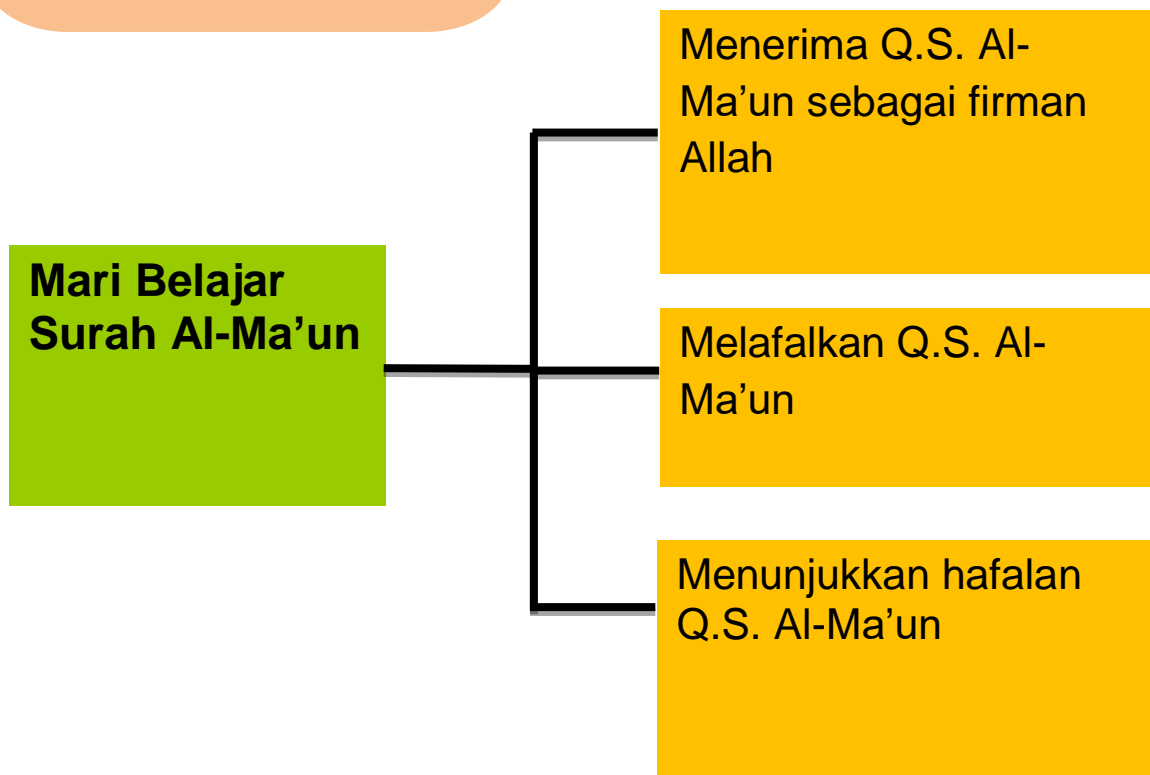 Mari Belajar
Surah Al-Ma’un
Menerima Q.S. Al-
Ma’un sebagai firman
Allah
Melafalkan Q.S. Al-
Ma’un
Menunjukkan hafalan
Q.S. Al-Ma’un